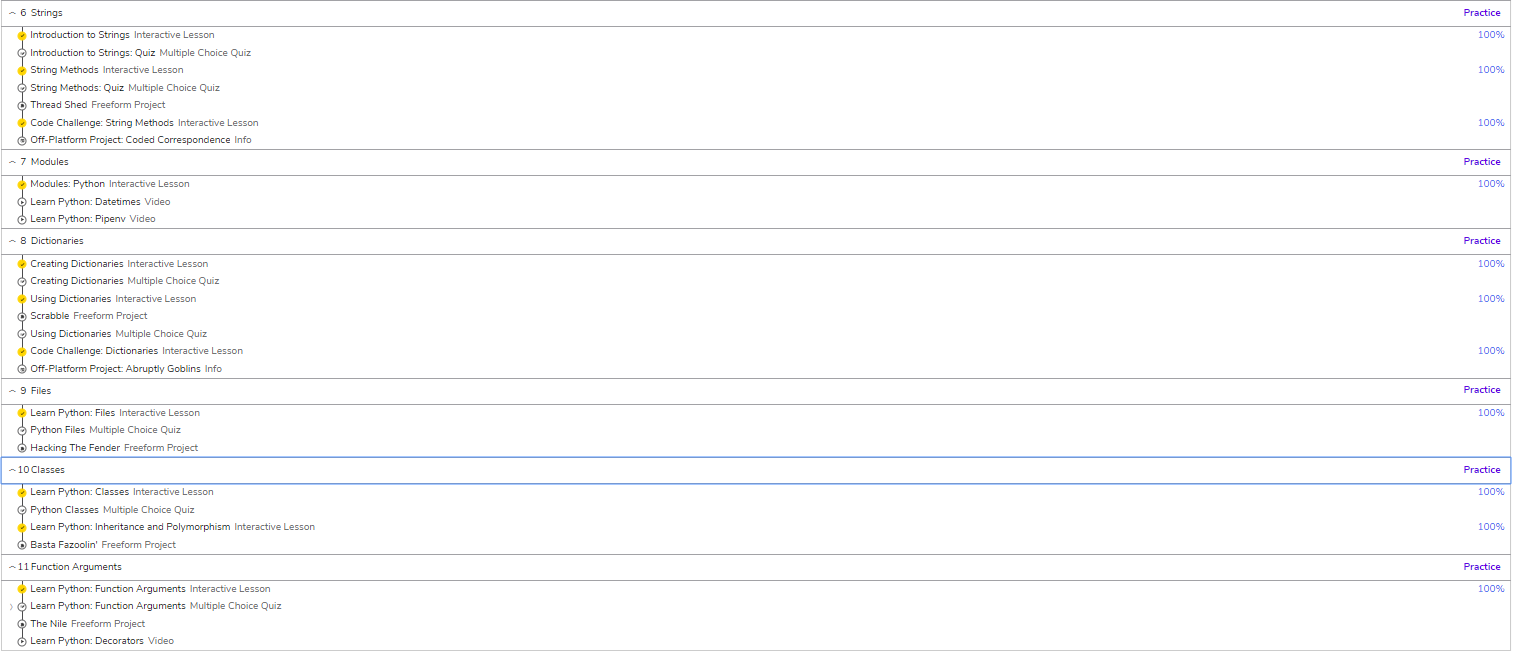 6 Strings Practice
Introduction to Strings Interactive Lesson 100%
Introduction to Strings: Quiz Multiple Choice Quiz
String Methods Interactive Lesson 100%
String Methods: Quiz Multiple Choice Quiz
Thread Shed Freeform Project
Code Challenge: String Methods Interactive Lesson 100%
Off-Platform Project: Coded Correspondence Info
7 Modules Practice
Modules: Python Interactive Lesson 100%
Learn Python: Datetimes Video
Learn Python: Pipenv Video
8 Dictionaries Practice
Creating Dictionaries Interactive Lesson 100%
Creating Dictionaries Multiple Choice Quiz
Using Dictionaries Interactive Lesson 100%
Scrabble Freeform Project
Using Dictionaries Multiple Choice Quiz
Code Challenge: Dictionaries Interactive Lesson 100%
Off-Platform Project: Abruptly Goblins Info
9 Files Practice
Learn Python: Files Interactive Lesson 100%
Python Files Multiple Choice Quiz
Hacking The Fender Freeform Project
10 Classes Practice
Learn Python: Classes Interactive Lesson 100%
Python Classes Multiple Choice Quiz
Learn Python: Inheritance and Polymorphism Interactive Lesson 100%
Basta Fazoolin' Freeform Project
11 Function Arguments Practice
Learn Python: Function Arguments Interactive Lesson 100%
Learn Python: Function Arguments Multiple Choice Quiz
The Nile Freeform Project
Learn Python: Decorators Video